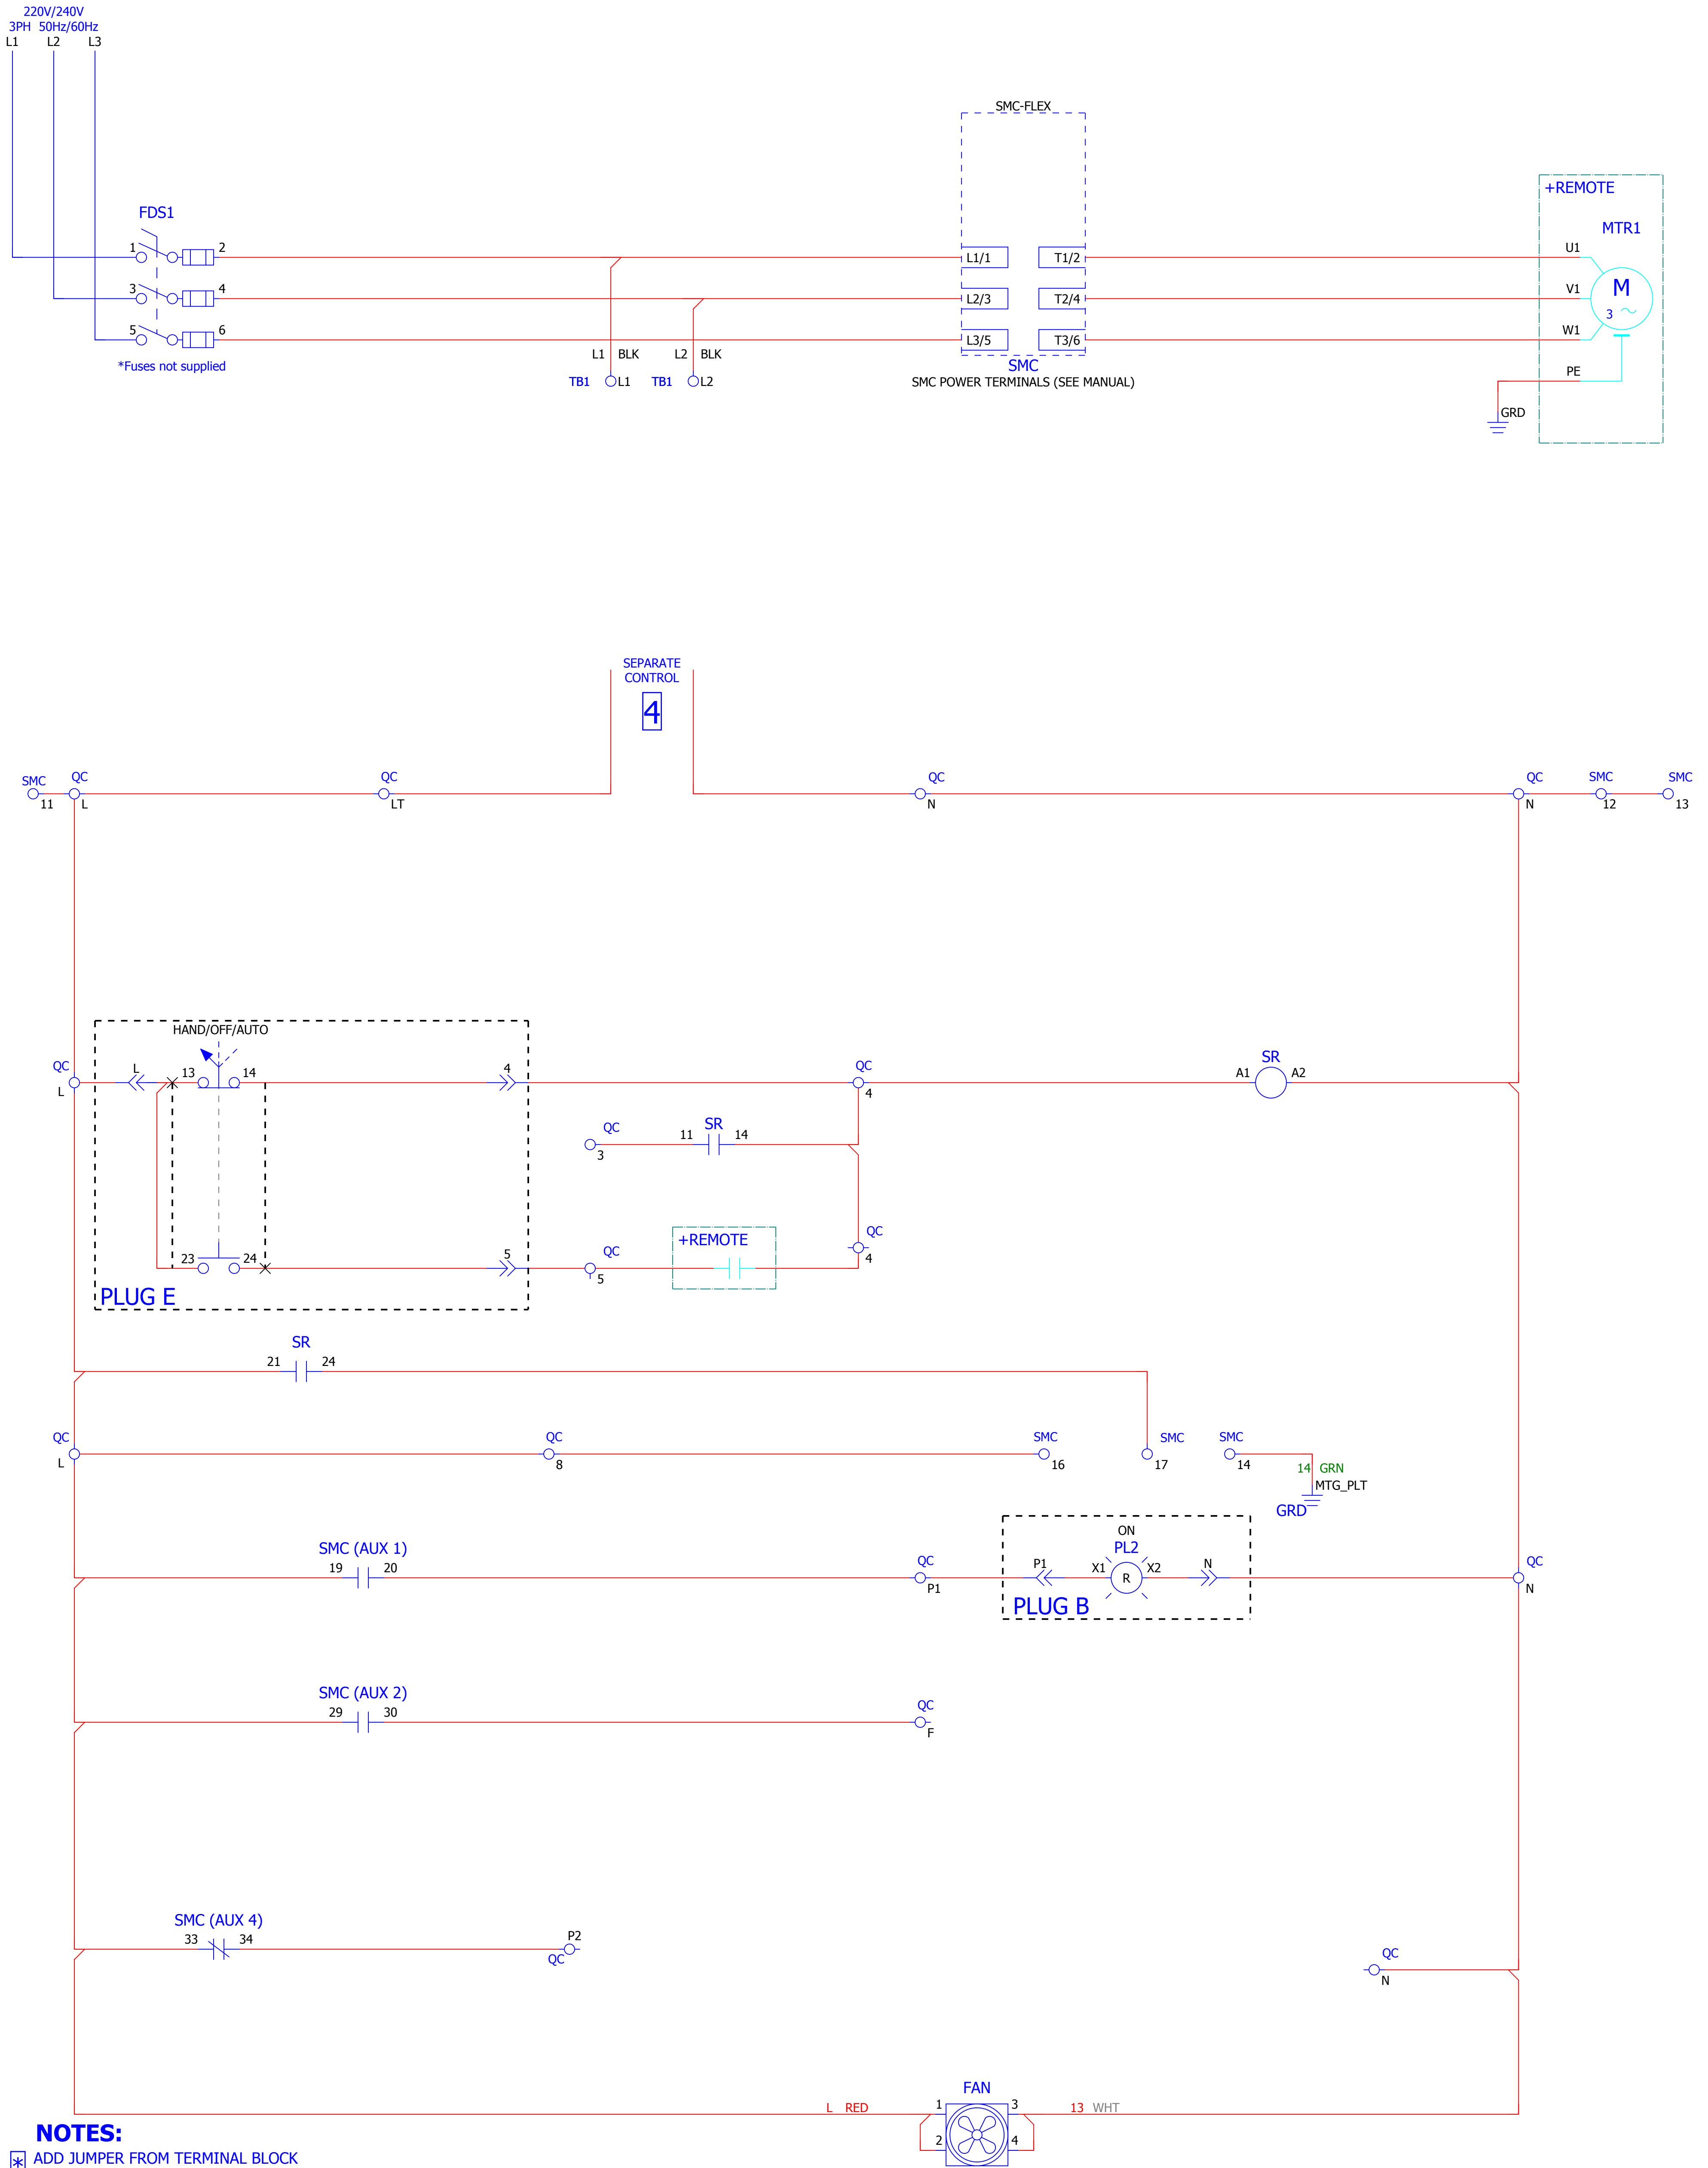 220V/240V
3PH 50Hz/60Hz
L1 L2 L3
SMC-FLEX
+REMOTE
MTR1
FDS1
1 2 L1/1 T1/2 U1
3 4 L2/3 T2/4 V1
M
3
5 6 L3/5 T3/6 W1
*Fuses not supplied
L1 BLK L2 BLK
SMC
TB1 L1 TB1 L2
SMC POWER TERMINALS (SEE MANUAL)
PE
GRD
SEPARATE
CONTROL
4
SMC QC QC QC QC SMC SMC
11 L LT N N 12 13
HAND/OFF/AUTO
QC L 13 14 4 QC SR
L 4 A1 A2
QC SR
11 14
3
+REMOTE QC
4
23 24 5 QC
5
PLUG E
SR
21 24
QC QC SMC SMC SMC
L 8 16 17 14
14 GRN
MTG_PLT
GRD
ON
SMC (AUX 1) PL2
19 20 QC P1 X1 R X2 N QC
P1 N
PLUG B
SMC (AUX 2)
29 30 QC
F
SMC (AUX 4)
33 34 P2
QC
QC
N
FAN
L RED 1 3 13 WHT
2 4
NOTES:
* ADD JUMPER FROM TERMINAL BLOCK